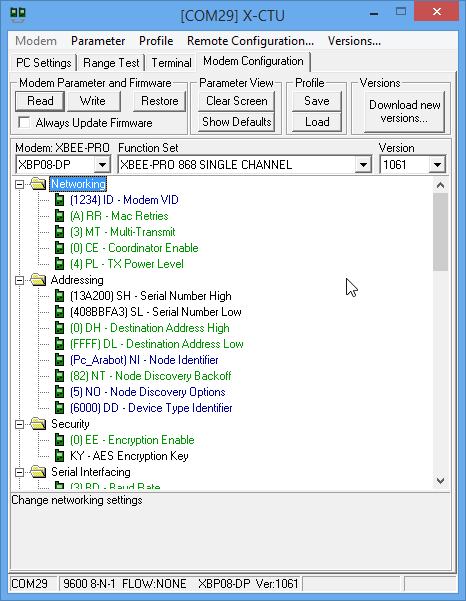 [COM29] X-CTU
Modem Parameter Profile Remote Configuration... Versions...
PC Settings Range Test Terminal Modem Configuration
Modem Parameter and Firmware Parameter View Profile Versions
Read Write Restore Clear Screen Save Download new versions...
Always Update Firmware Show Defaults Load
Modem: XBEE-PRO Function Set Version
XBP08-DP XBEE-PRO 868 SINGLE CHANNEL 1061
Networking
(1234) ID - Modem VID
(A) RR - Mac Retries
(3) MT - Multi-Transmit
(0) CE - Coordinator Enable
(4) PL - TX Power Level
Addressing
(13A200) SH - Serial Number High
(408BBFA3) SL - Serial Number Low
(0) DH - Destination Address High
(FFFF) DL - Destination Address Low
(Pc_Arabot) NI - Node Identifier
(82) NT - Node Discovery Backoff
(5) NO - Node Discovery Options
(6000) DD - Device Type Identifier
Security
(0) EE - Encryption Enable
KY - AES Encryption Key
Serial Interfacing
(3) BD - Baud Rate
Change networking settings
COM29 9600 8-N-1 FLOW:NONE XBP08-DP Ver:1061